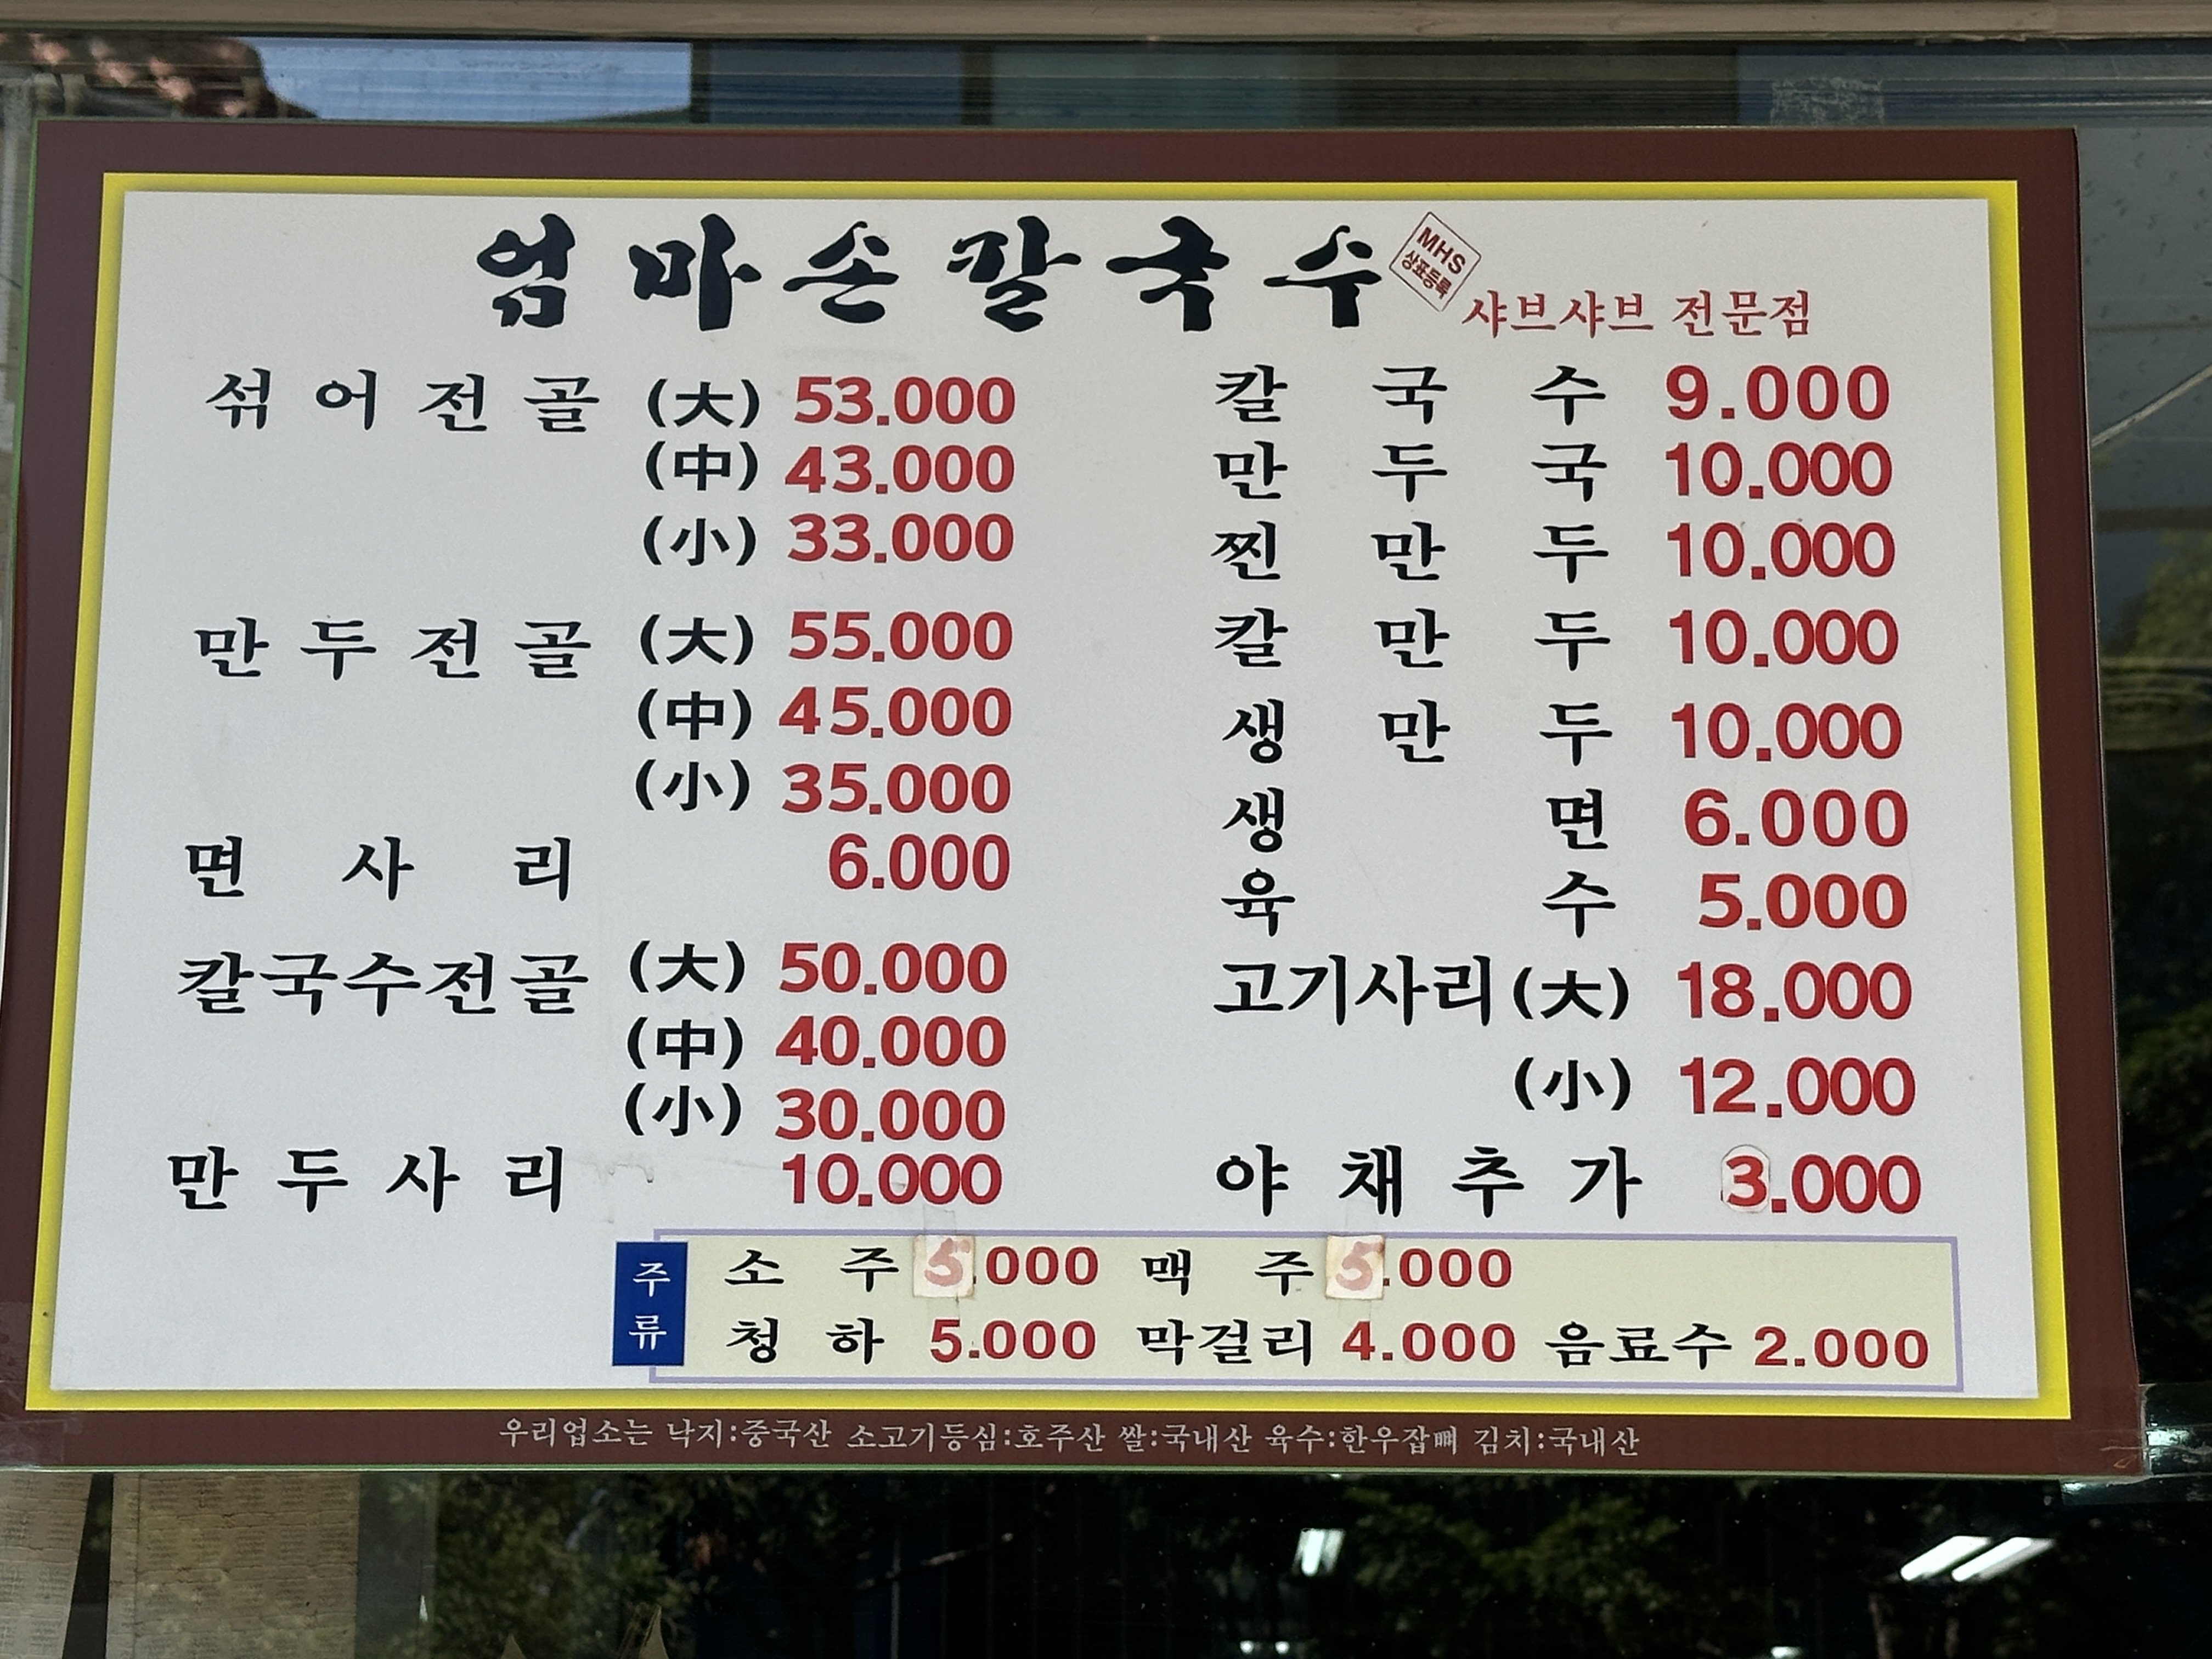 엄마손칼국수
MHS
상표등록
샤브샤브 전문점
섞어전골 (大) 53.000
(中) 43.000
(小) 33.000
만두전골 (大) 55.000
(中) 45.000
(小) 35.000
면사리 6.000
칼국수전골 (大) 50.000
(中) 40.000
(小) 30.000
만두사리 10.000
칼국수 9.000
만두국 10.000
찐만두 10.000
칼만두 10.000
생만두 10.000
생면 6.000
육수 5.000
고기사리(大) 18.000
(小) 12.000
야채추가 3.000
주류
소주 5.000 맥주 5.000
청하 5.000 막걸리 4.000 음료수 2.000
우리업소는 낙지:중국산 소고기등심:호주산 쌀:국내산 육수:한우잡뼈 김치:국내산